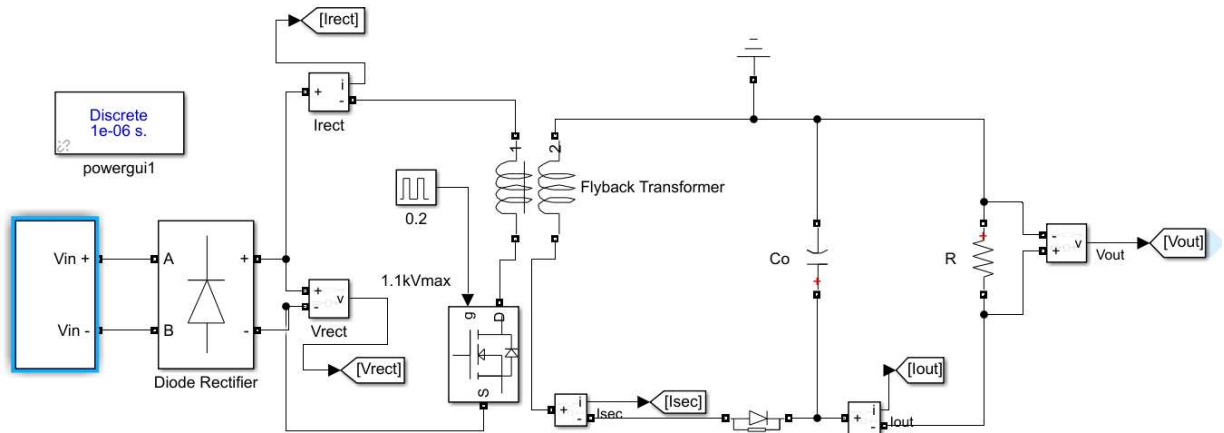 [Irect]
i
+
-
Irect
Discrete
1e-06 s.
powergui1
1
2
Flyback Transformer
0.2
Vin +
Vin -
A
B
+
-
Diode Rectifier
+
-
v
Vrect
[Vrect]
1.1kVmax
g
D
S
+
i
-
Isec
[Isec]
Co
+
R
+
-
+
v
Vout
[Vout]
[Iout]
+
i
-
Iout